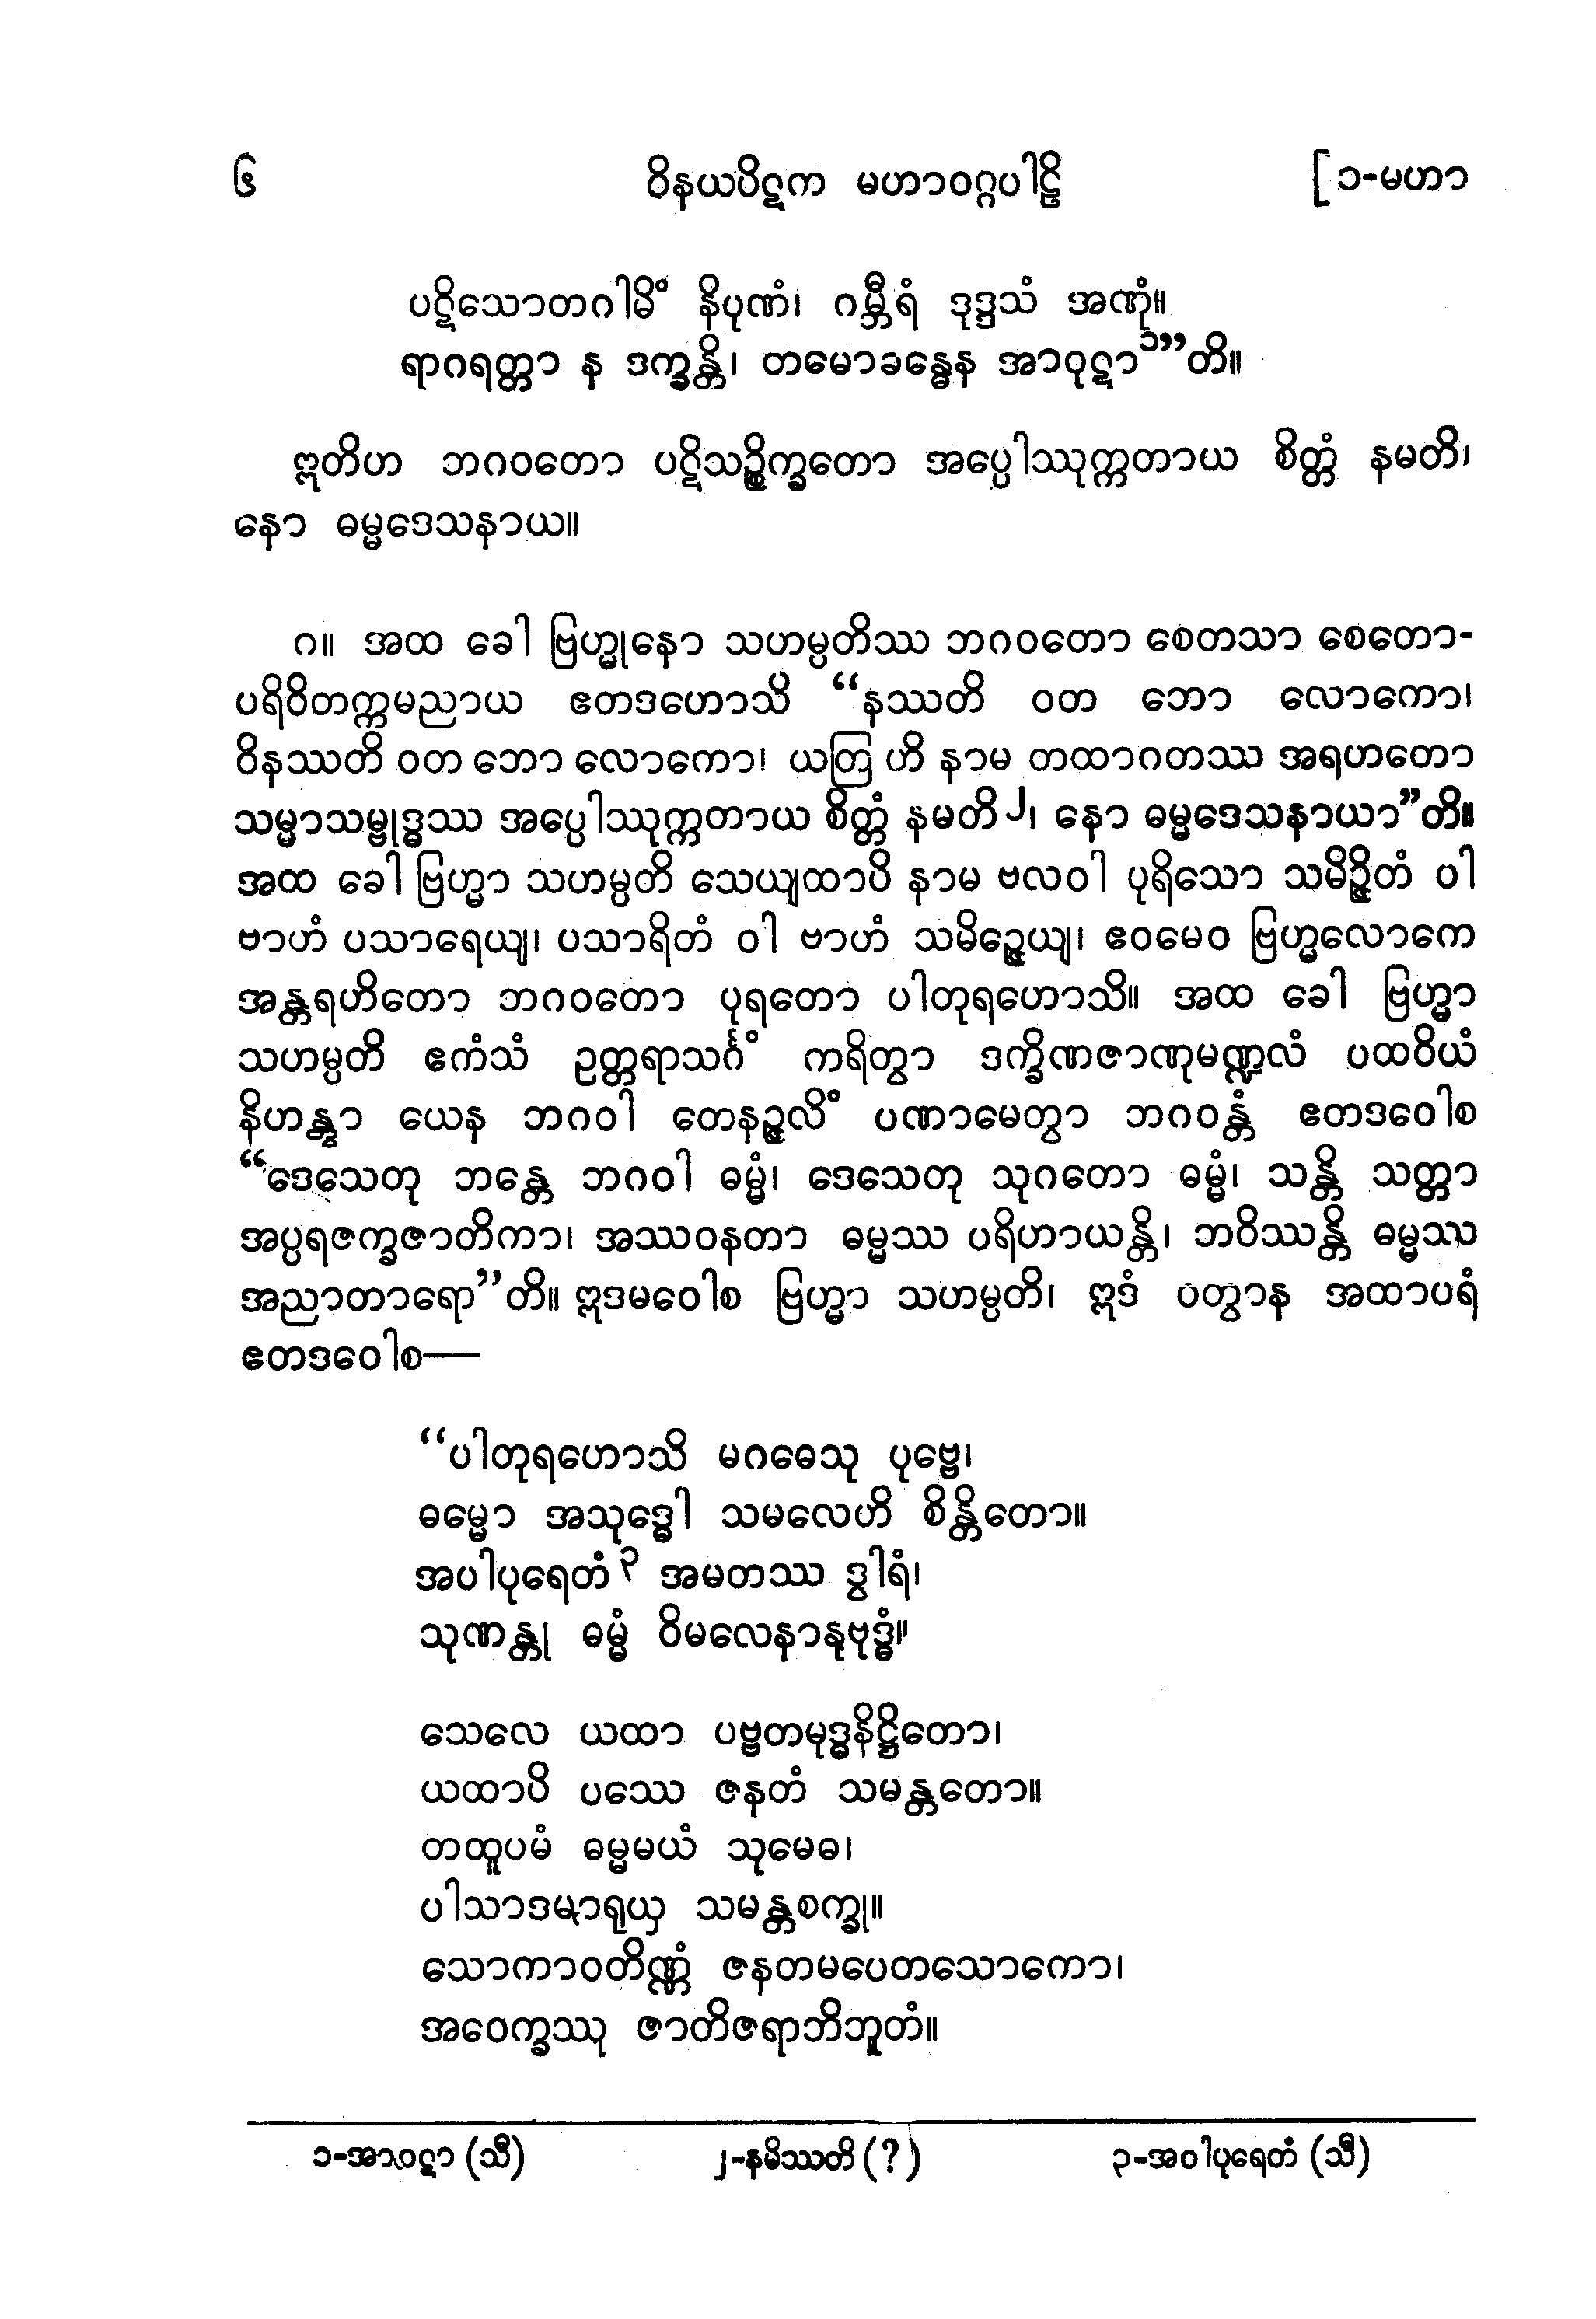 ၆ ဝိနယပိဋက မဟာဝဂ္ဂပါဠိ [၁-မဟာ
ပဋိသောတဂါမိံ နိပုဏံ၊ ဂမ္ဘီရံ ဒုဒ္ဒသံ အဏုံ။
ရာဂရတ္တာ န ဒက္ခန္တိ၊ တမောခန္ဓေန အာဝုဋာ၁”တိ။
ဣတိဟ ဘဂဝတော ပဋိသဉ္စိက္ခတော အပ္ပေါဿုက္ကတာယ စိတ္တံ နမတိ၊
နော ဓမ္မဒေသနာယ။
ဂ။ အထ ခေါ ဗြဟ္မုနော သဟမ္ပတိဿ ဘဂဝတော စေတသာ စေတော-
ပရိဝိတက္ကမညာယ ဧတဒဟောသိ “နဿတိ ဝတ ဘော လောကော၊
ဝိနဿတိ ဝတ ဘော လောကော၊ ယတြ ဟိ နာမ တထာဂတဿ အရဟတော
သမ္မာသမ္ဗုဒ္ဓဿ အပ္ပေါဿုက္ကတာယ စိတ္တံ နမတိ၂၊ နော ဓမ္မဒေသနာယာ”တိ။
အထ ခေါ ဗြဟ္မာ သဟမ္ပတိ သေယျထာပိ နာမ ဗလဝါ ပုရိသော သမိဉ္ဇိတံ ဝါ
ဗာဟံ ပသာရေယျ၊ ပသာရိတံ ဝါ ဗာဟံ သမိဉ္ဇေယျ၊ ဧဝမေဝ ဗြဟ္မလောကေ
အန္တရဟိတော ဘဂဝတော ပုရတော ပါတုရဟောသိ။ အထ ခေါ ဗြဟ္မာ
သဟမ္ပတိ ဧကံသံ ဥတ္တရာသင်္ဂံ ကရိတွာ ဒက္ခိဏဇာဏုမဏ္ဍလံ ပထဝိယံ
နိဟန္တွာ ယေန ဘဂဝါ တေနဉ္ဇလိံ ပဏာမေတွာ ဘဂဝန္တံ ဧတဒဝေါစ
“ဒေသေတု ဘန္တေ ဘဂဝါ ဓမ္မံ၊ ဒေသေတု သုဂတော ဓမ္မံ၊ သန္တိ သတ္တာ
အပ္ပရဇက္ခဇာတိကာ၊ အဿဝနတာ ဓမ္မဿ ပရိဟာယန္တိ၊ ဘဝိဿန္တိ ဓမ္မဿ
အညာတာရော”တိ။ ဣဒမဝေါစ ဗြဟ္မာ သဟမ္ပတိ၊ ဣဒံ ဝတွာန အထာပရံ
ဧတဒဝေါစ—
“ပါတုရဟောသိ မဂဓေသု ပုဗ္ဗေ၊
ဓမ္မော အသုဒ္ဓေါ သမလေဟိ စိန္တိတော။
အပါပုရေတံ၃ အမတဿ ဒွါရံ၊
သုဏန္တု ဓမ္မံ ဝိမလေနာနုဗုဒ္ဓံ။
သေလေ ယထာ ပဗ္ဗတမုဒ္ဓနိဋ္ဌိတော၊
ယထာပိ ပဿေ ဇနတံ သမန္တတော။
တထူပမံ ဓမ္မမယံ သုမေဓ၊
ပါသာဒမာရုယှ သမန္တစက္ခု။
သောကာဝတိဏ္ဏံ ဇနတမပေတသောကော၊
အဝေက္ခဿု ဇာတိဇရာဘိဘူတံ။
၁-အာဝဋာ (သီ) ၂-နမိဿတိ (?) ၃-အဝါပုရေတံ (သီ)